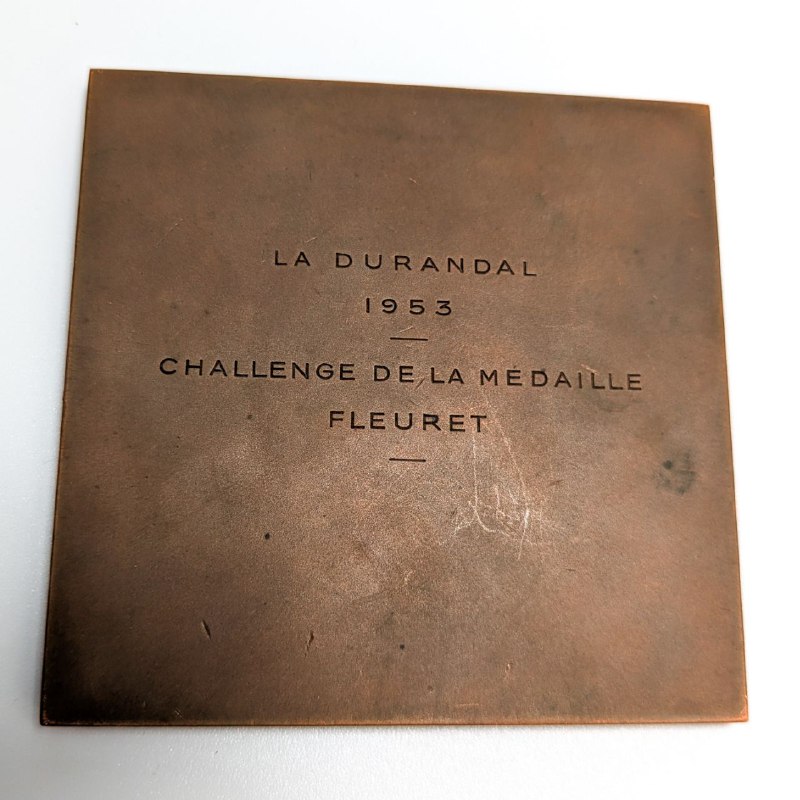 LA DURANDAL
1953
CHALLENGE DE LA MEDAILLE
FLEURET